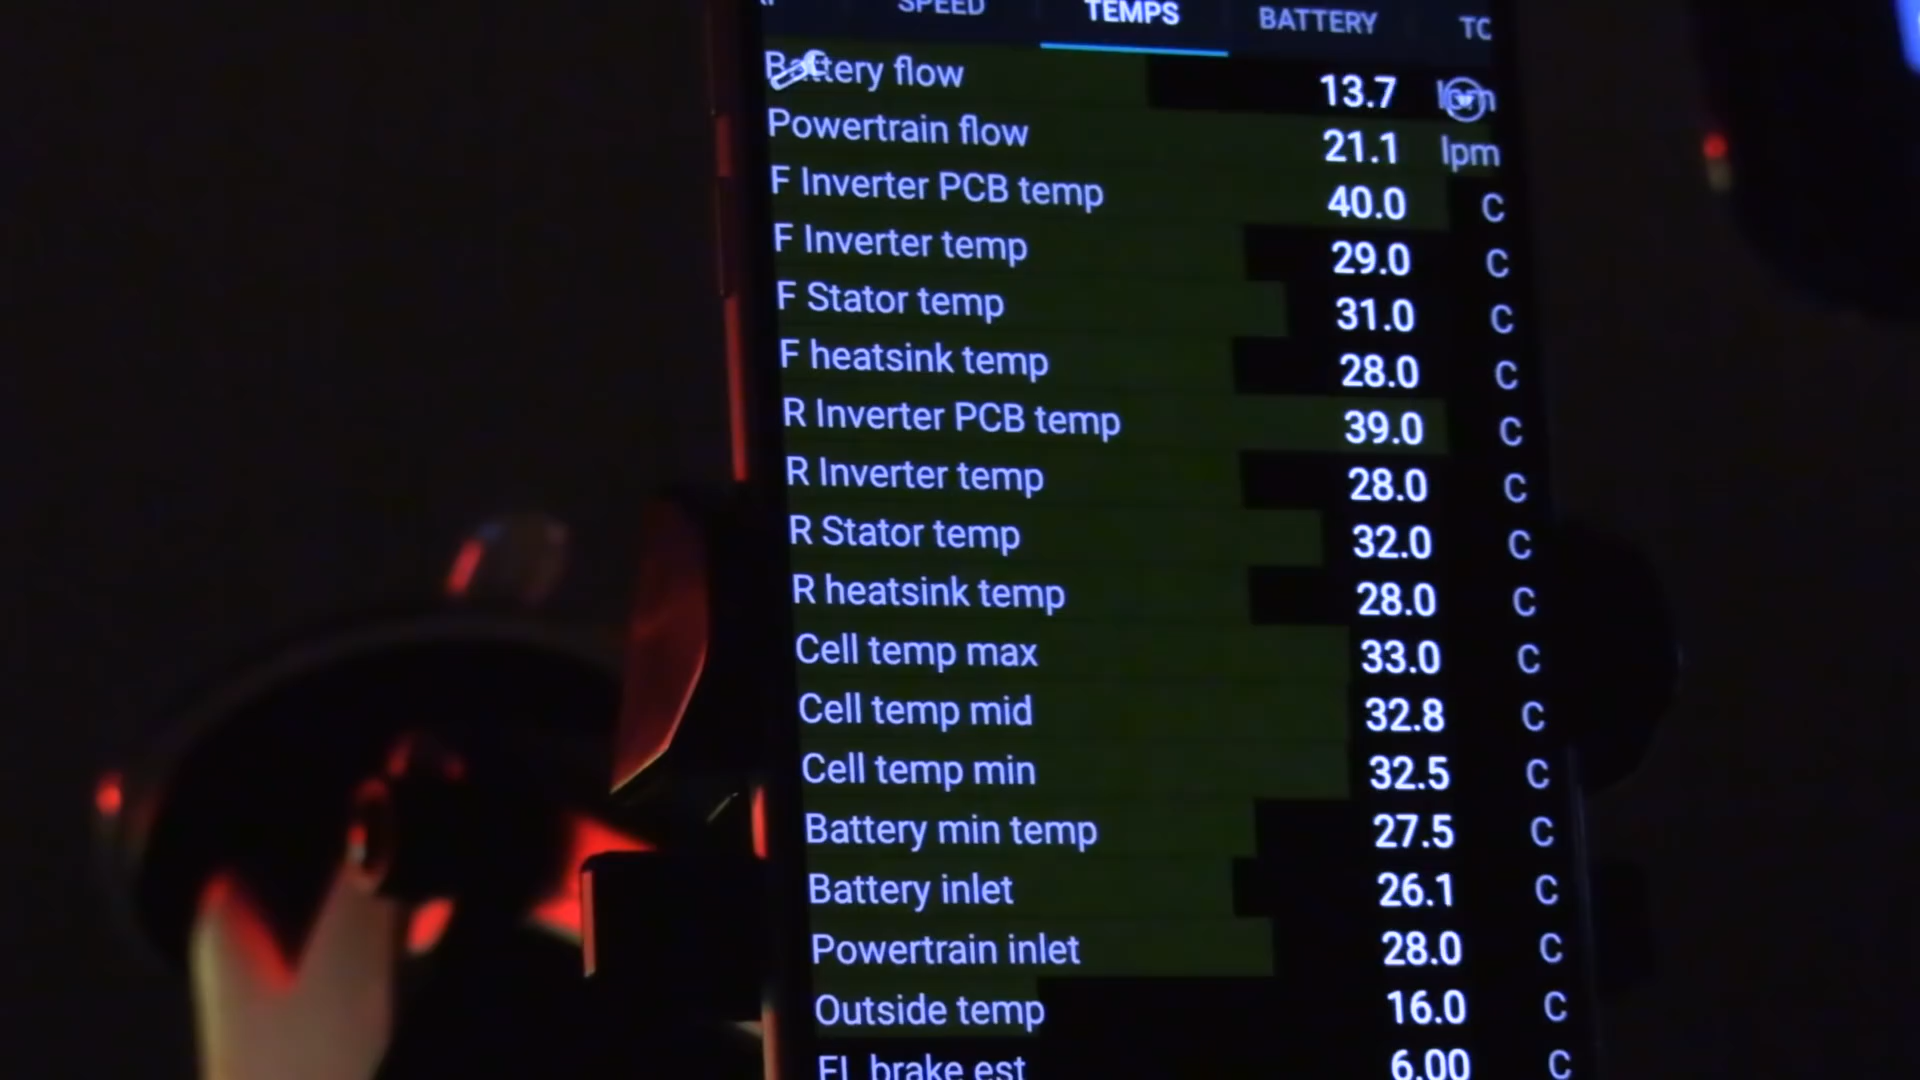 SPEED TEMPS BATTERY TC
Battery flow 13.7 lpm
Powertrain flow 21.1 lpm
F Inverter PCB temp 40.0 C
F Inverter temp 29.0 C
F Stator temp 31.0 C
F heatsink temp 28.0 C
R Inverter PCB temp 39.0 C
R Inverter temp 28.0 C
R Stator temp 32.0 C
R heatsink temp 28.0 C
Cell temp max 33.0 C
Cell temp mid 32.8 C
Cell temp min 32.5 C
Battery min temp 27.5 C
Battery inlet 26.1 C
Powertrain inlet 28.0 C
Outside temp 16.0 C
FL brake est 6.00 C